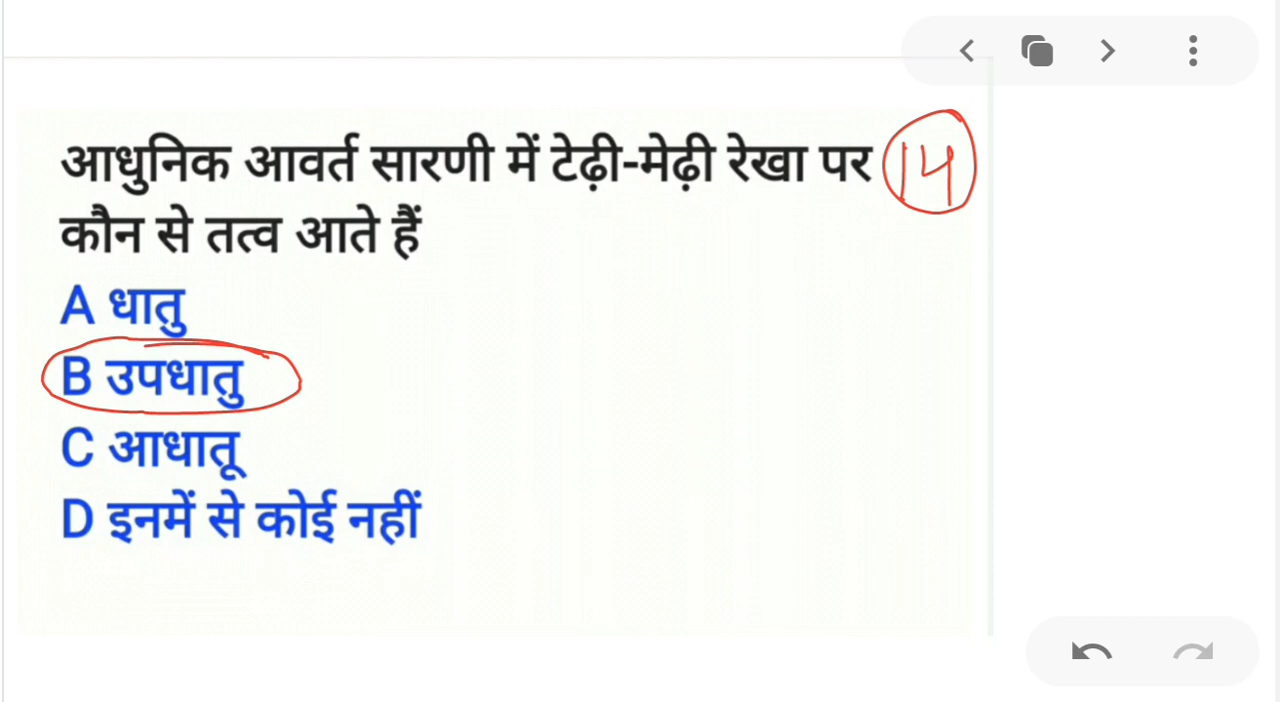 आधुनिक आवर्त सारणी में टेढ़ी-मेढ़ी रेखा पर 14
कौन से तत्व आते हैं
A धातु
B उपधातु
C आधातू
D इनमें से कोई नहीं